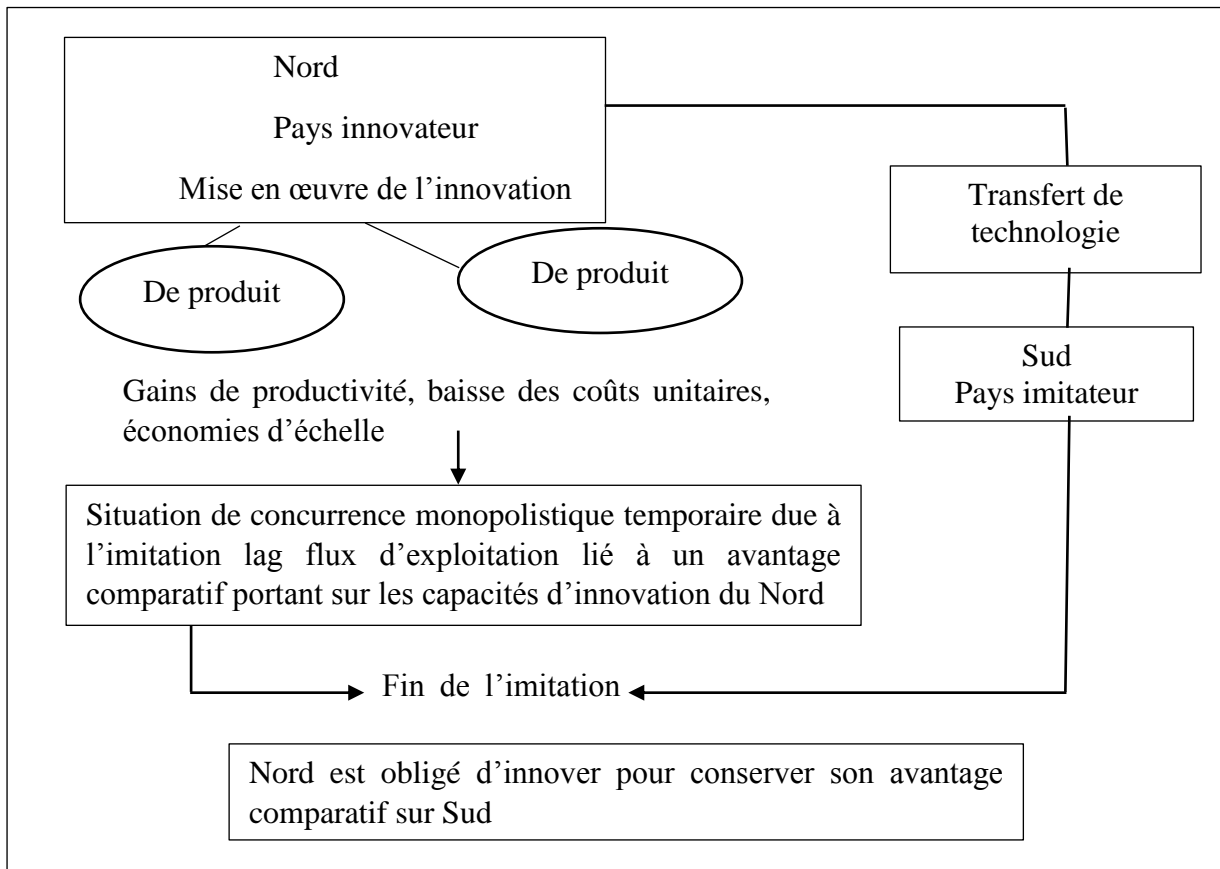 Nord
Pays innovateur
Mise en œuvre de l’innovation
Transfert de
technologie
De produit
De produit
Sud
Pays imitateur
Gains de productivité, baisse des coûts unitaires,
économies d’échelle
Situation de concurrence monopolistique temporaire due à
l’imitation lag flux d’exploitation lié à un avantage
comparatif portant sur les capacités d’innovation du Nord
Fin de l’imitation
Nord est obligé d’innover pour conserver son avantage
comparatif sur Sud